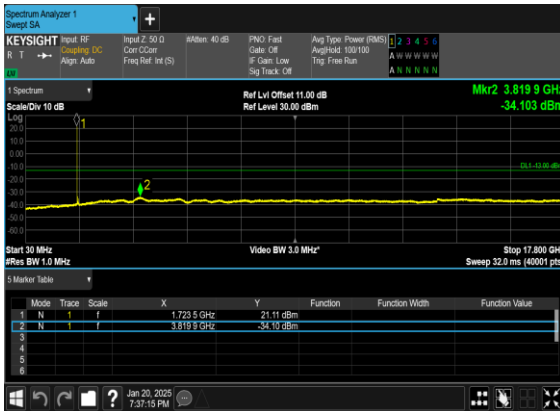 Spectrum Analyzer 1
Swept SA
+
KEYSIGHT Input: RF Input Z: 50 Ω #Atten: 40 dB PNO: Fast Avg Type: Power (RMS) 1 2 3 4 5 6
R T Coupling: DC Corr CCorr Gate: Off Avg|Hold: 100/100 A W W W W W
Align: Auto Freq Ref: Int (S) IF Gain: Low Trig: Free Run
LXI Sig Track: Off A N N N N N
1 Spectrum Ref Lvl Offset 11.00 dB Mkr2 3.819 9 GHz
Scale/Div 10 dB Ref Level 30.00 dBm -34.103 dBm
Log
1
20.0
10.0
0.00
-10.0
DL1 -13.00 dBm
-20.0
-30.0
2
-40.0
-50.0
-60.0
Start 30 MHz Video BW 3.0 MHz* Stop 17.800 GHz
#Res BW 1.0 MHz Sweep 32.0 ms (40001 pts)
5 Marker Table
Mode Trace Scale X Y Function Function Width Function Value
1 N 1 f 1.723 5 GHz 21.11 dBm
2 N 1 f 3.819 9 GHz -34.10 dBm
3
4
5
6
? Jan 20, 2025
7:37:15 PM